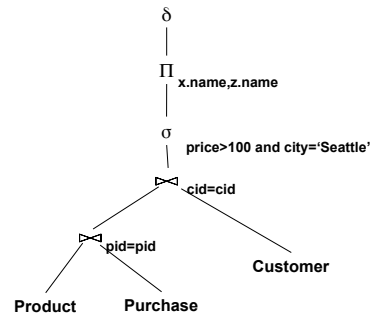 δ
Π x.name,z.name
σ price>100 and city=‘Seattle’
cid=cid
pid=pid
Customer
Product Purchase